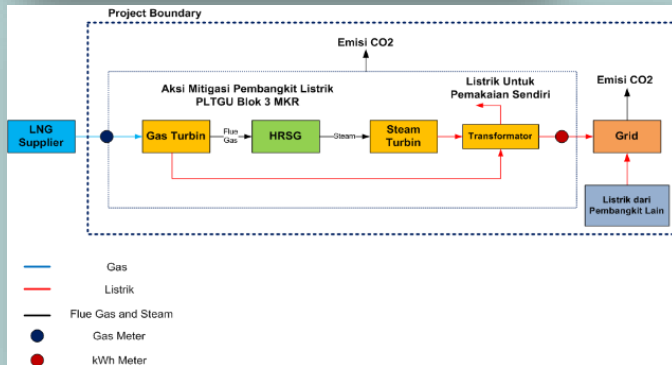 Project Boundary
Emisi CO2
Aksi Mitigasi Pembangkit Listrik
PLTGU Blok 3 MKR
Listrik Untuk
Pemakaian Sendiri
Emisi CO2
LNG
Supplier
Gas Turbin
Flue
Gas
HRSG
Steam
Steam
Turbin
Transformator
Grid
Listrik dari
Pembangkit Lain
Gas
Listrik
Flue Gas and Steam
Gas Meter
kWh Meter